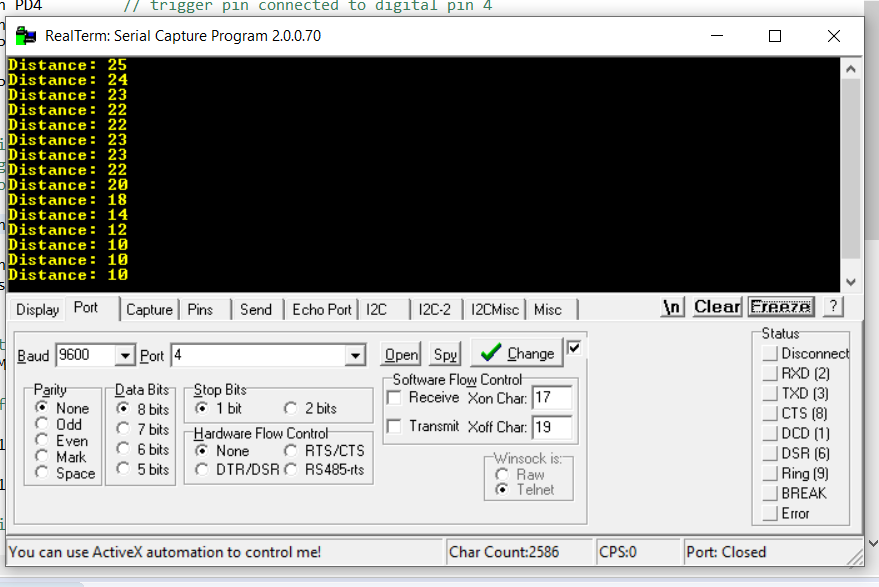 PD4 // trigger pin connected to digital pin 4
RealTerm: Serial Capture Program 2.0.0.70
Distance: 25
Distance: 24
Distance: 23
Distance: 22
Distance: 22
Distance: 23
Distance: 23
Distance: 22
Distance: 20
Distance: 18
Distance: 14
Distance: 12
Distance: 10
Distance: 10
Distance: 10
Display Port Capture Pins Send Echo Port I2C I2C-2 I2CMisc Misc \n Clear Freeze ?
Baud 9600 Port 4 Open Spy Change
Parity
None
Odd
Even
Mark
Space
Data Bits
8 bits
7 bits
6 bits
5 bits
Stop Bits
1 bit 2 bits
Hardware Flow Control
None RTS/CTS
DTR/DSR RS485-rts
Software Flow Control
Receive Xon Char: 17
Transmit Xoff Char: 19
Winsock is:
Raw
Telnet
Status
Disconnect
RXD (2)
TXD (3)
CTS (8)
DCD (1)
DSR (6)
Ring (9)
BREAK
Error
You can use ActiveX automation to control me! Char Count:2586 CPS:0 Port: Closed